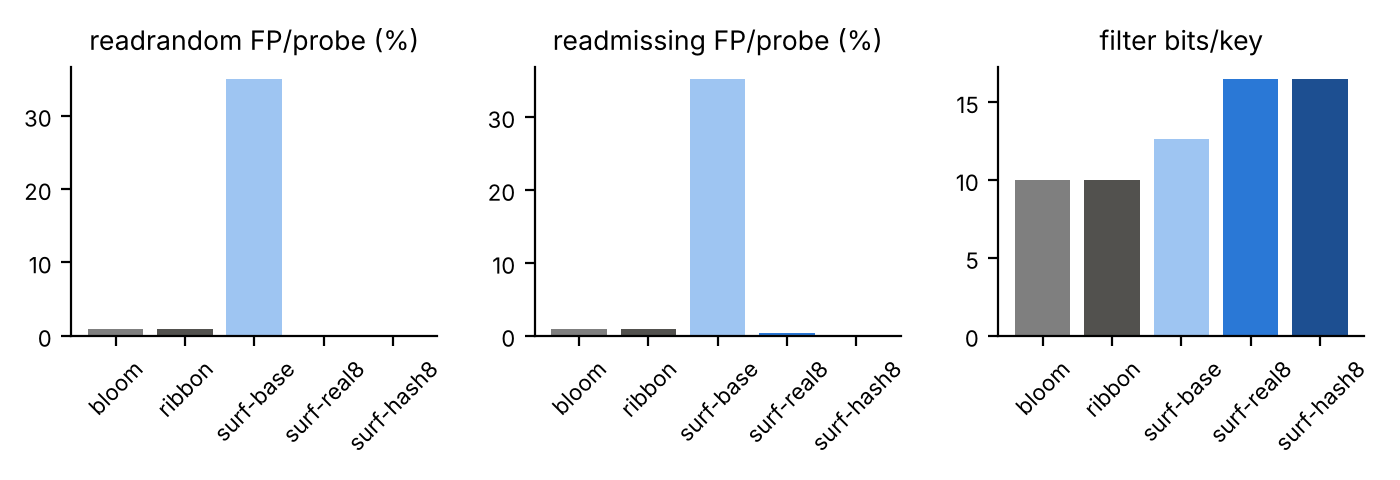 readrandom FP/probe (%)
30
20
10
0
bloom
ribbon
surf-base
surf-real8
surf-hash8
readmissing FP/probe (%)
30
20
10
0
bloom
ribbon
surf-base
surf-real8
surf-hash8
filter bits/key
15
10
5
0
bloom
ribbon
surf-base
surf-real8
surf-hash8